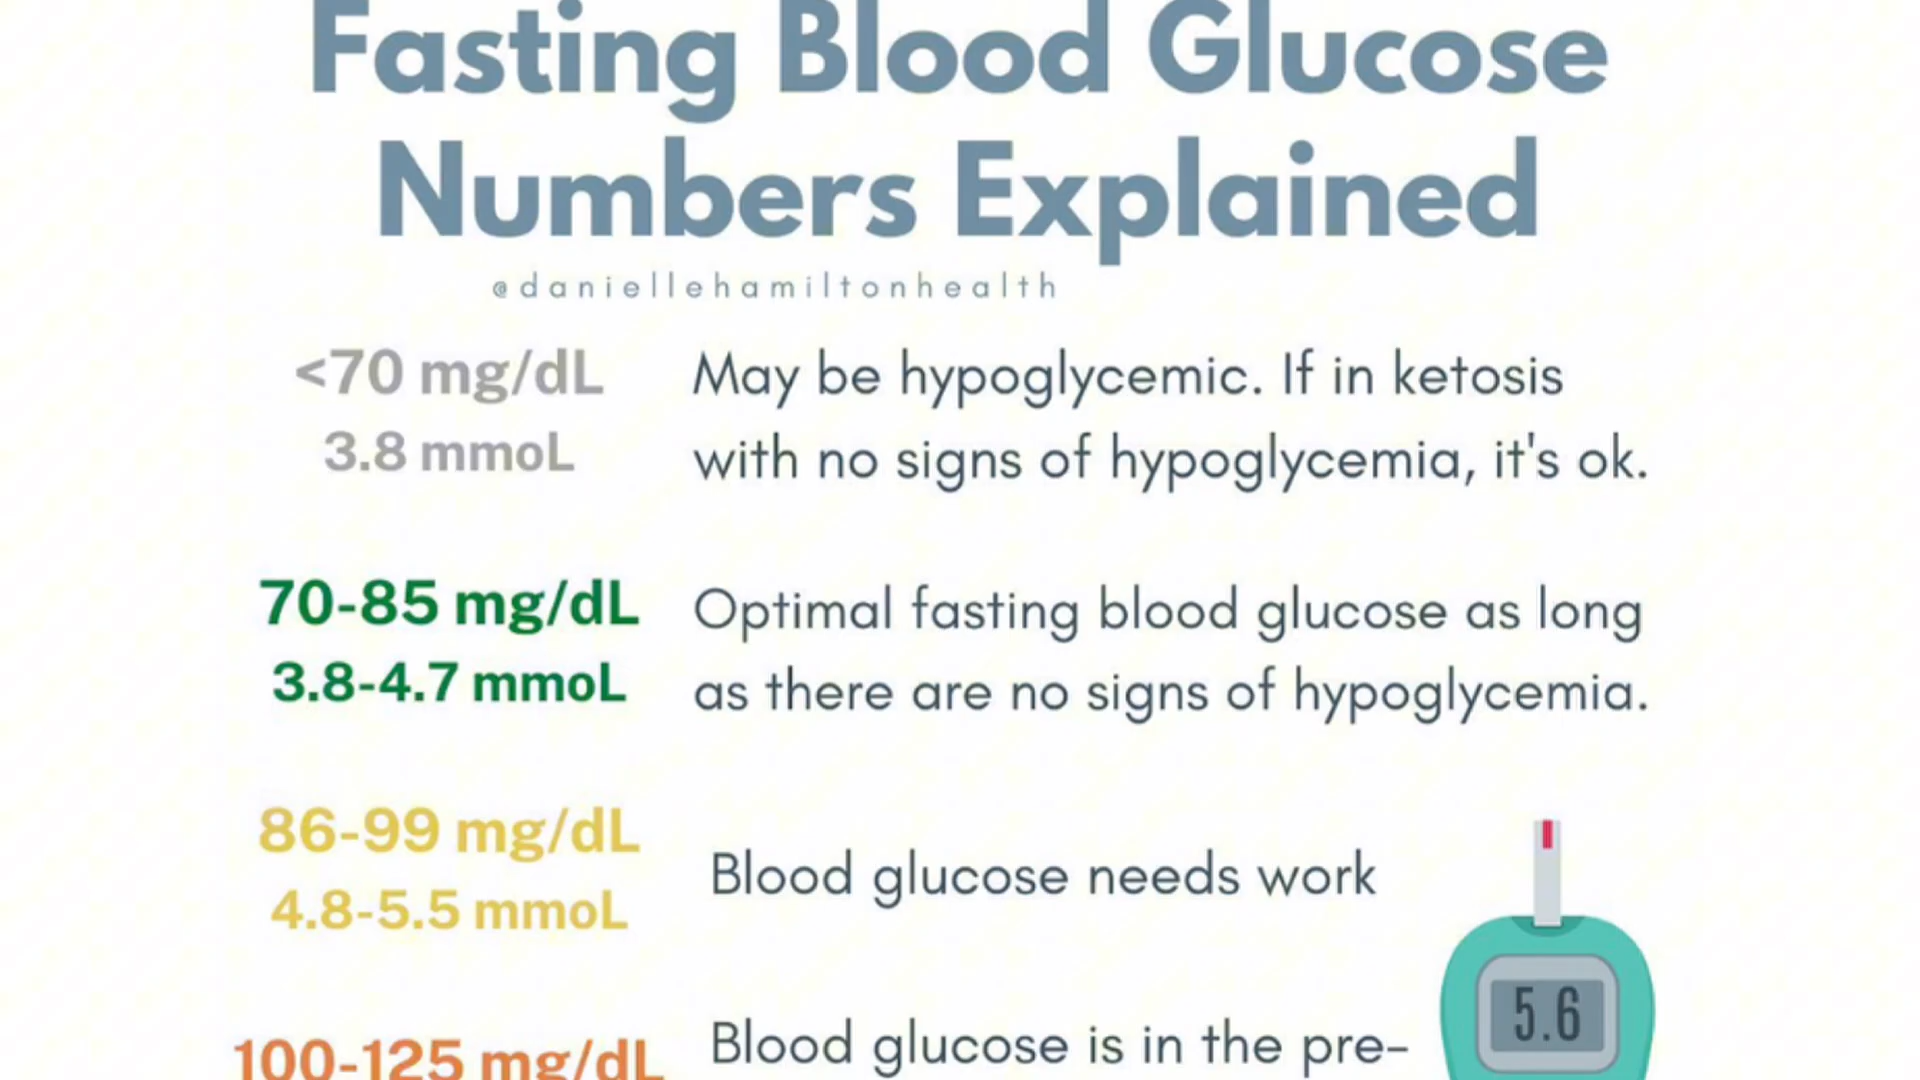 Fasting Blood Glucose
Numbers Explained
@daniellehamiltonhealth
<70 mg/dL
3.8 mmoL
May be hypoglycemic. If in ketosis
with no signs of hypoglycemia, it's ok.
70-85 mg/dL
3.8-4.7 mmoL
Optimal fasting blood glucose as long
as there are no signs of hypoglycemia.
86-99 mg/dL
4.8-5.5 mmoL
Blood glucose needs work
5.6
100-125 mg/dL
Blood glucose is in the pre-